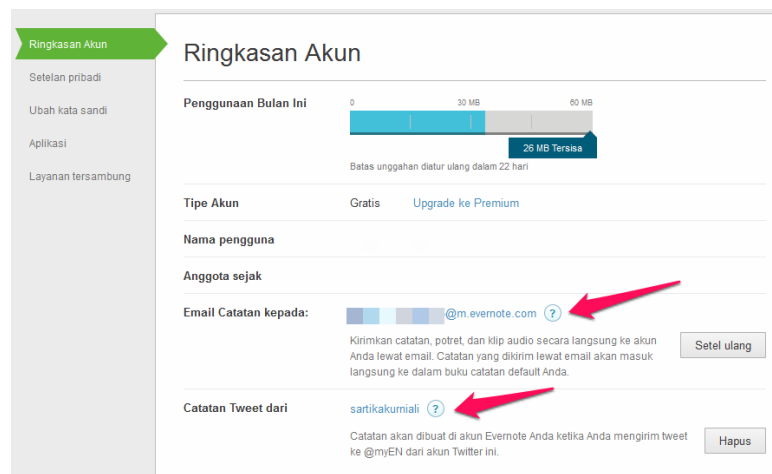 Ringkasan Akun
Setelan pribadi
Ubah kata sandi
Aplikasi
Layanan tersambung
Ringkasan Akun
Penggunaan Bulan Ini
0 30 MB 60 MB
26 MB Tersisa
Batas unggahan diatur ulang dalam 22 hari
Tipe Akun Gratis Upgrade ke Premium
Nama pengguna
Anggota sejak
Email Catatan kepada: @m.evernote.com ?
Kirimkan catatan, potret, dan klip audio secara langsung ke akun
Anda lewat email. Catatan yang dikirim lewat email akan masuk
langsung ke dalam buku catatan default Anda.
Setel ulang
Catatan Tweet dari sartikakurniali ?
Catatan akan dibuat di akun Evernote Anda ketika Anda mengirim tweet
ke @myEN dari akun Twitter ini.
Hapus